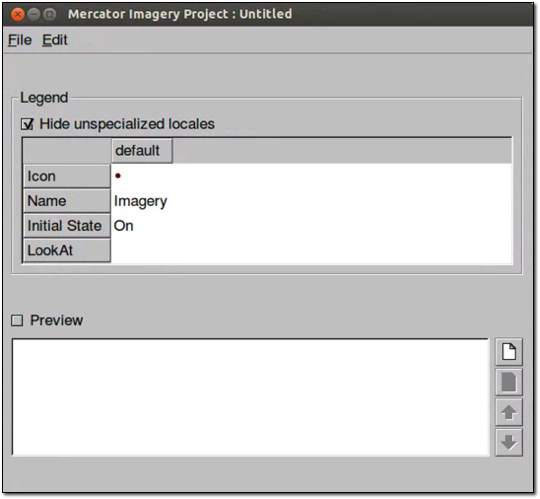 Mercator Imagery Project : Untitled
File Edit
Legend
Hide unspecialized locales
default
Icon
Name Imagery
Initial State On
LookAt
Preview